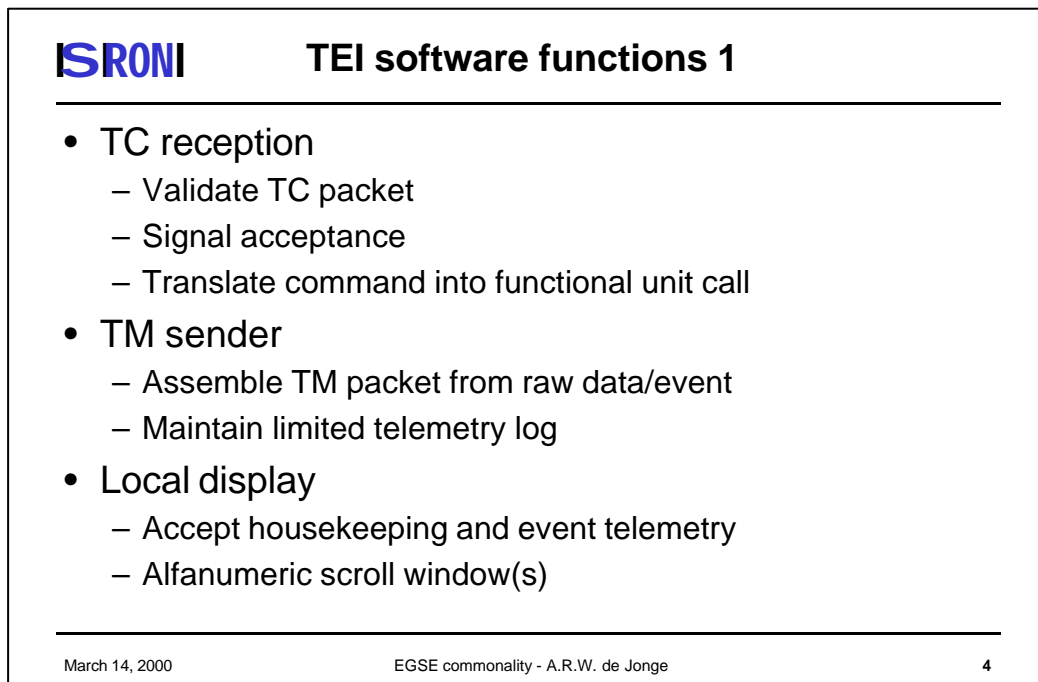 SRON
TEI software functions 1
• TC reception
– Validate TC packet
– Signal acceptance
– Translate command into functional unit call
• TM sender
– Assemble TM packet from raw data/event
– Maintain limited telemetry log
• Local display
– Accept housekeeping and event telemetry
– Alfanumeric scroll window(s)
March 14, 2000
EGSE commonality - A.R.W. de Jonge
4